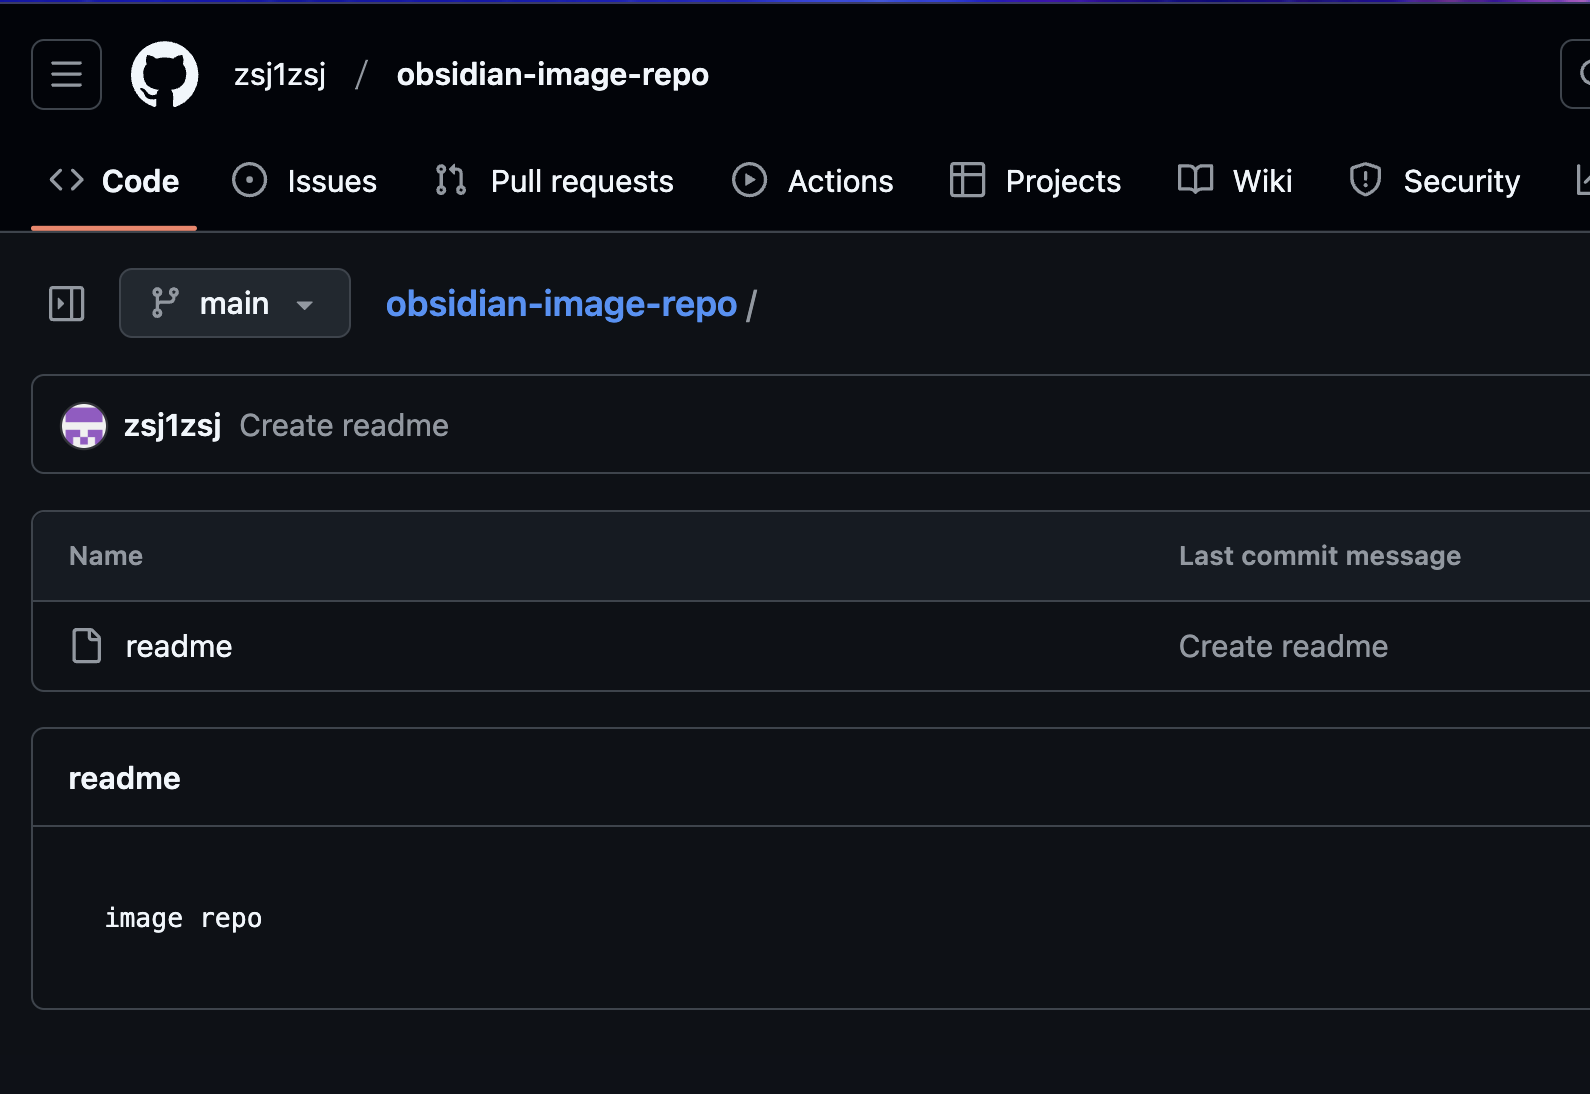 zsj1zsj / obsidian-image-repo
Code Issues Pull requests Actions Projects Wiki Security
main obsidian-image-repo /
zsj1zsj Create readme
Name Last commit message
readme Create readme
readme
image repo